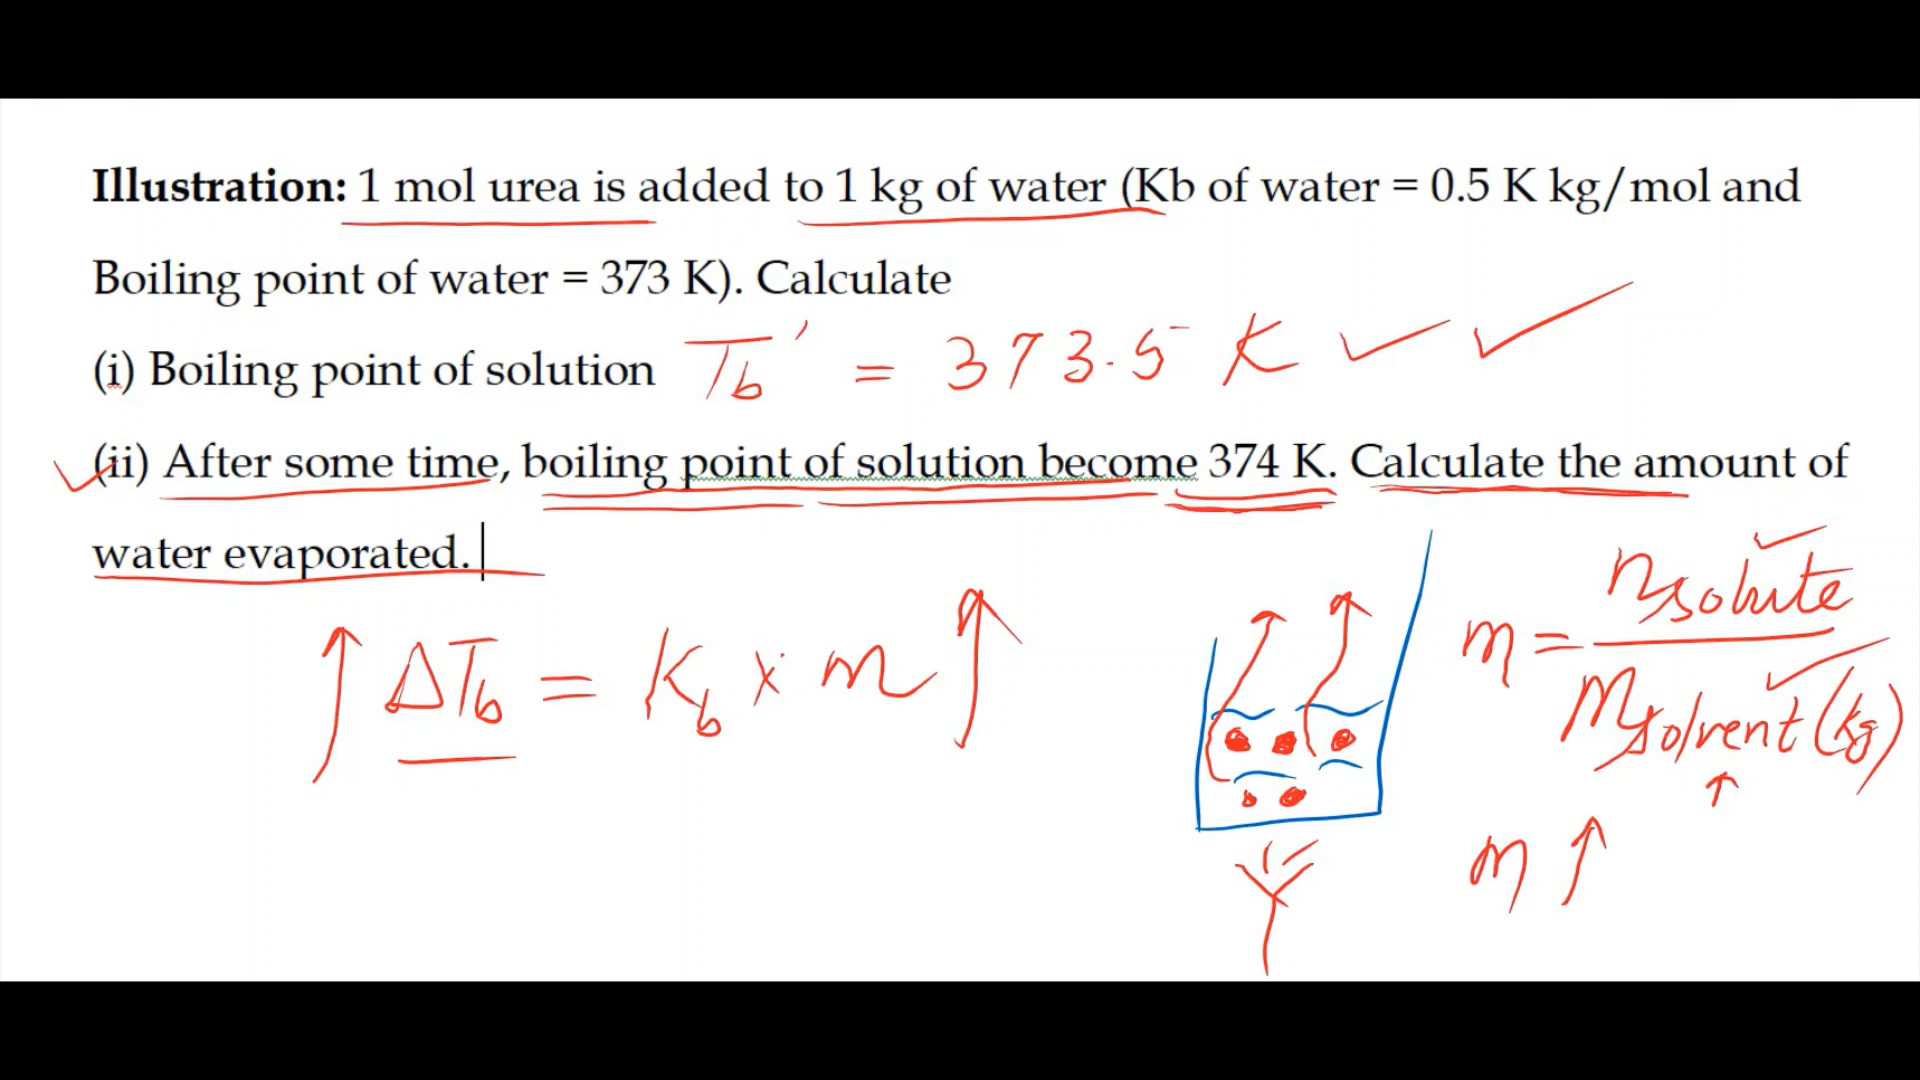 Illustration: 1 mol urea is added to 1 kg of water (Kb of water = 0.5 K kg/mol and
Boiling point of water = 373 K). Calculate
(i) Boiling point of solution Tb' = 373.5 K ✓ ✓
(ii) After some time, boiling point of solution become 374 K. Calculate the amount of
water evaporated.
↑ ΔTb = Kb × m ↑
m = nsolute / Msolvent (kg)
m ↑